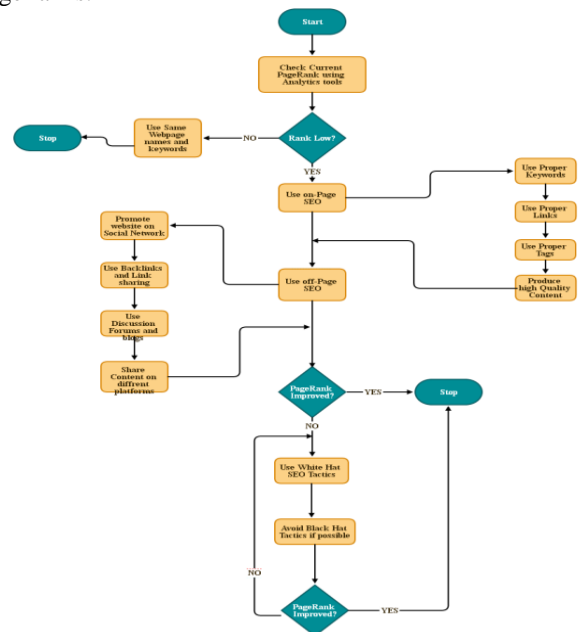 Start
Check Current
PageRank using
Analytics tools
Rank Low?
NO
Use Same
Webpage
names and
keywords
Stop
YES
Use on-Page
SEO
Use Proper
Keywords
Use Proper
Links
Use Proper
Tags
Produce
high Quality
Content
Promote
website on
Social Network
Use Backlinks
and Link
sharing
Use
Discussion
Forums and
blogs
Share
Content on
diffrent
platforms
Use off-Page
SEO
PageRank
Improved?
YES
Stop
NO
Use White Hat
SEO Tactics
Avoid Black Hat
Tactics if possible
NO
PageRank
Improved?
YES